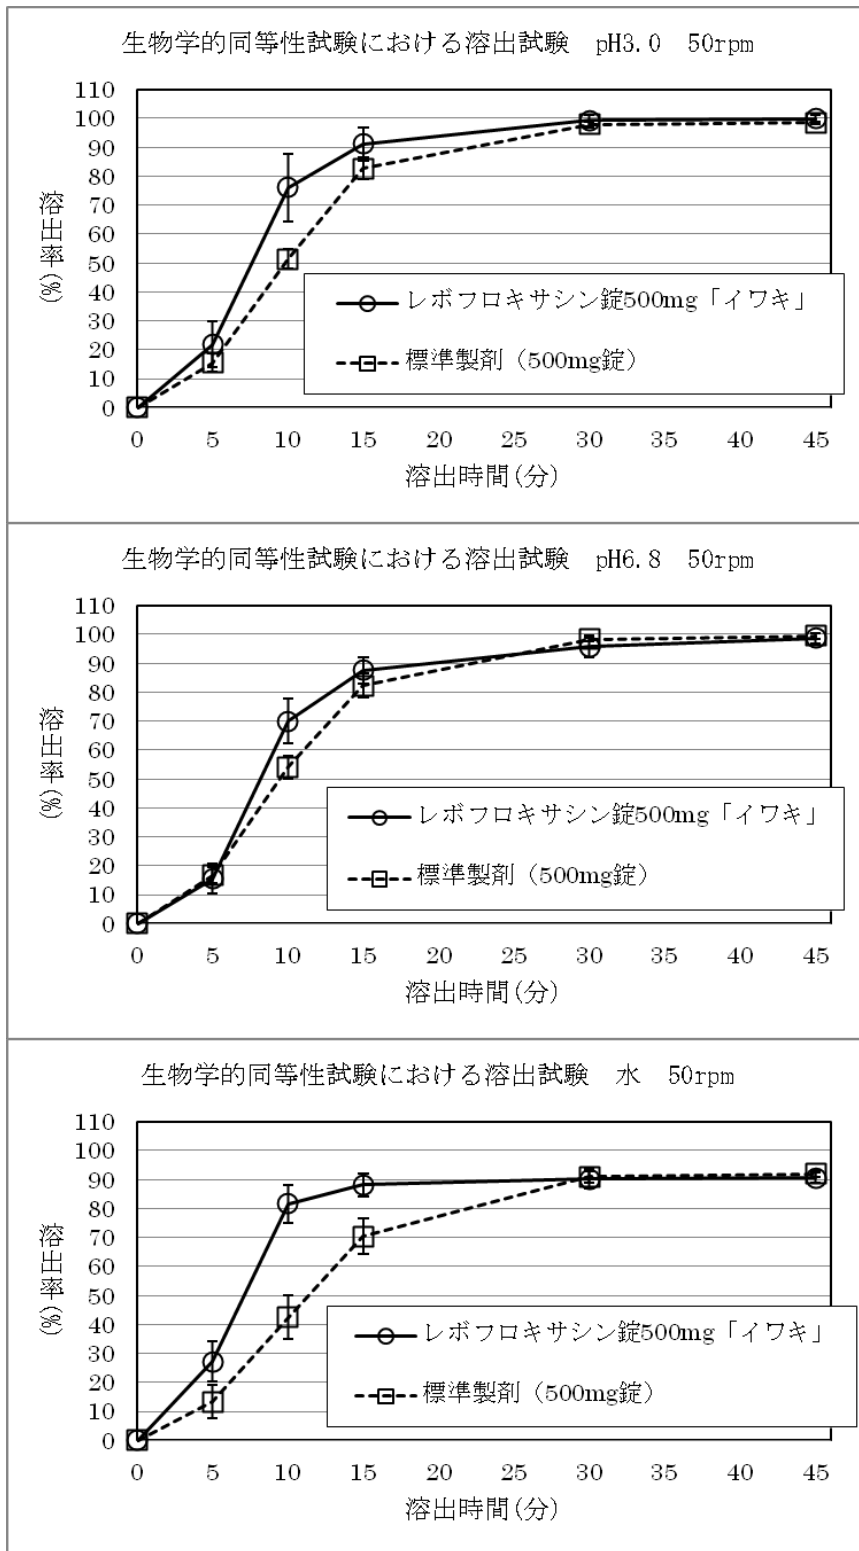 生物学的同等性試験における溶出試験　pH3.0　50rpm
110
100
90
80
70
60
50
40
30
20
10
0
溶出率(%)
レボフロキサシン錠500mg「イワキ」
標準製剤（500mg錠）
0 5 10 15 20 25 30 35 40 45
溶出時間(分)
生物学的同等性試験における溶出試験　pH6.8　50rpm
110
100
90
80
70
60
50
40
30
20
10
0
溶出率(%)
レボフロキサシン錠500mg「イワキ」
標準製剤（500mg錠）
0 5 10 15 20 25 30 35 40 45
溶出時間(分)
生物学的同等性試験における溶出試験　水　50rpm
110
100
90
80
70
60
50
40
30
20
10
0
溶出率(%)
レボフロキサシン錠500mg「イワキ」
標準製剤（500mg錠）
0 5 10 15 20 25 30 35 40 45
溶出時間(分)